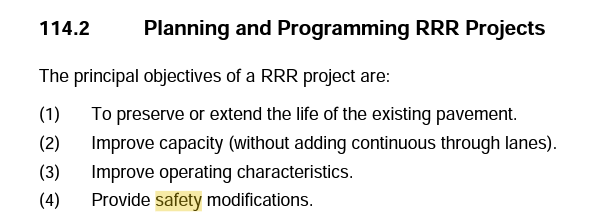 114.2 Planning and Programming RRR Projects
The principal objectives of a RRR project are:
(1) To preserve or extend the life of the existing pavement.
(2) Improve capacity (without adding continuous through lanes).
(3) Improve operating characteristics.
(4) Provide safety modifications.